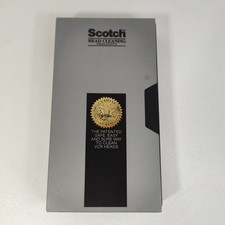 Scotch
HEAD CLEANING
THE PATENTED
SAFE, EASY
AND SURE WAY
TO CLEAN
VCR HEADS